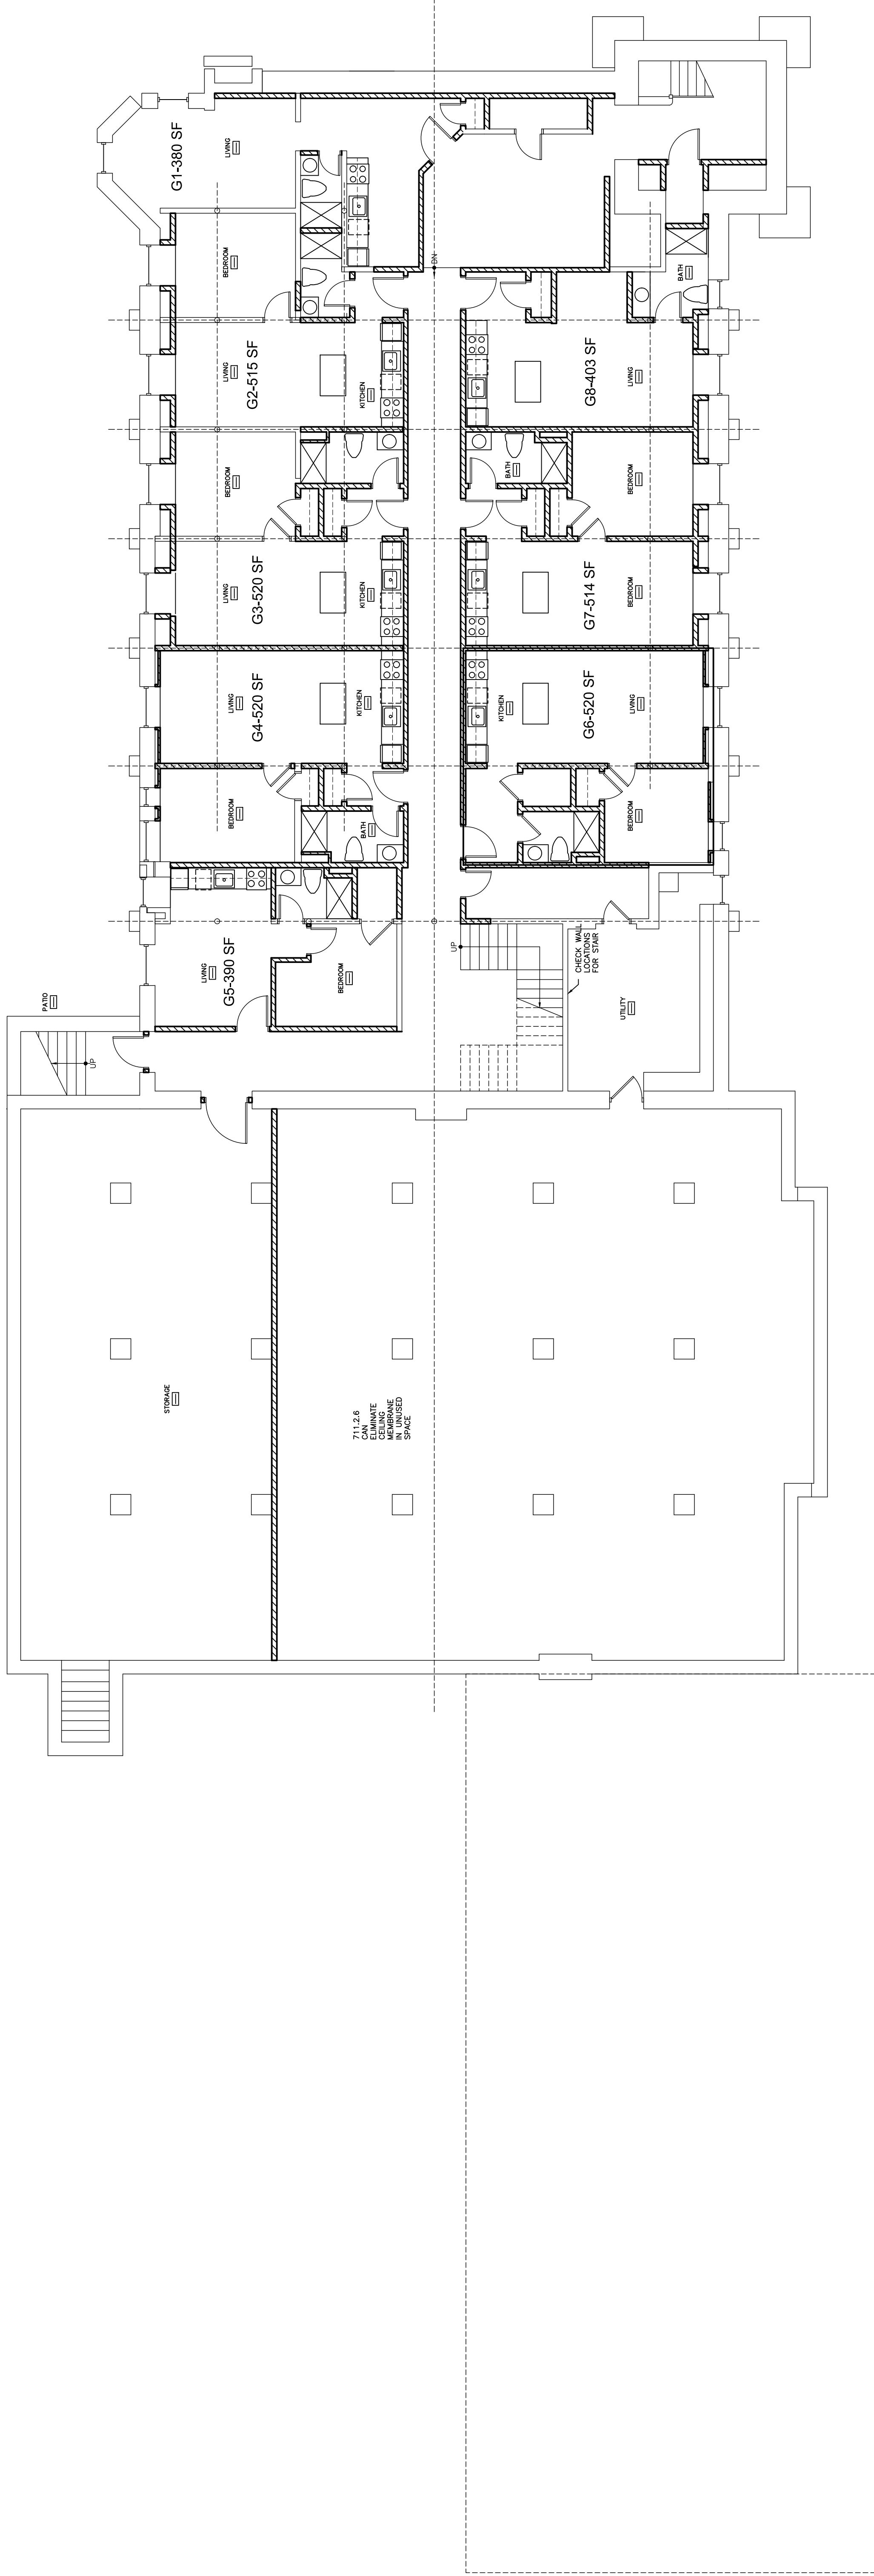 PATIO
UP
LIVING
G5-390 SF
BEDROOM
BEDROOM
BATH
LIVING
G4-520 SF
KITCHEN
LIVING
G3-520 SF
KITCHEN
BEDROOM
LIVING
G2-515 SF
KITCHEN
BEDROOM
G1-380 SF
LIVING
DN
UP
CHECK WALL
LOCATIONS
FOR STAIR
UTILITY
BEDROOM
KITCHEN
G6-520 SF
LIVING
G7-514 SF
BEDROOM
BATH
BEDROOM
G8-403 SF
LIVING
BATH
STORAGE
711.2.6
CAN
ELIMINATE
CEILING
MEMBRANE
IN UNUSED
SPACE